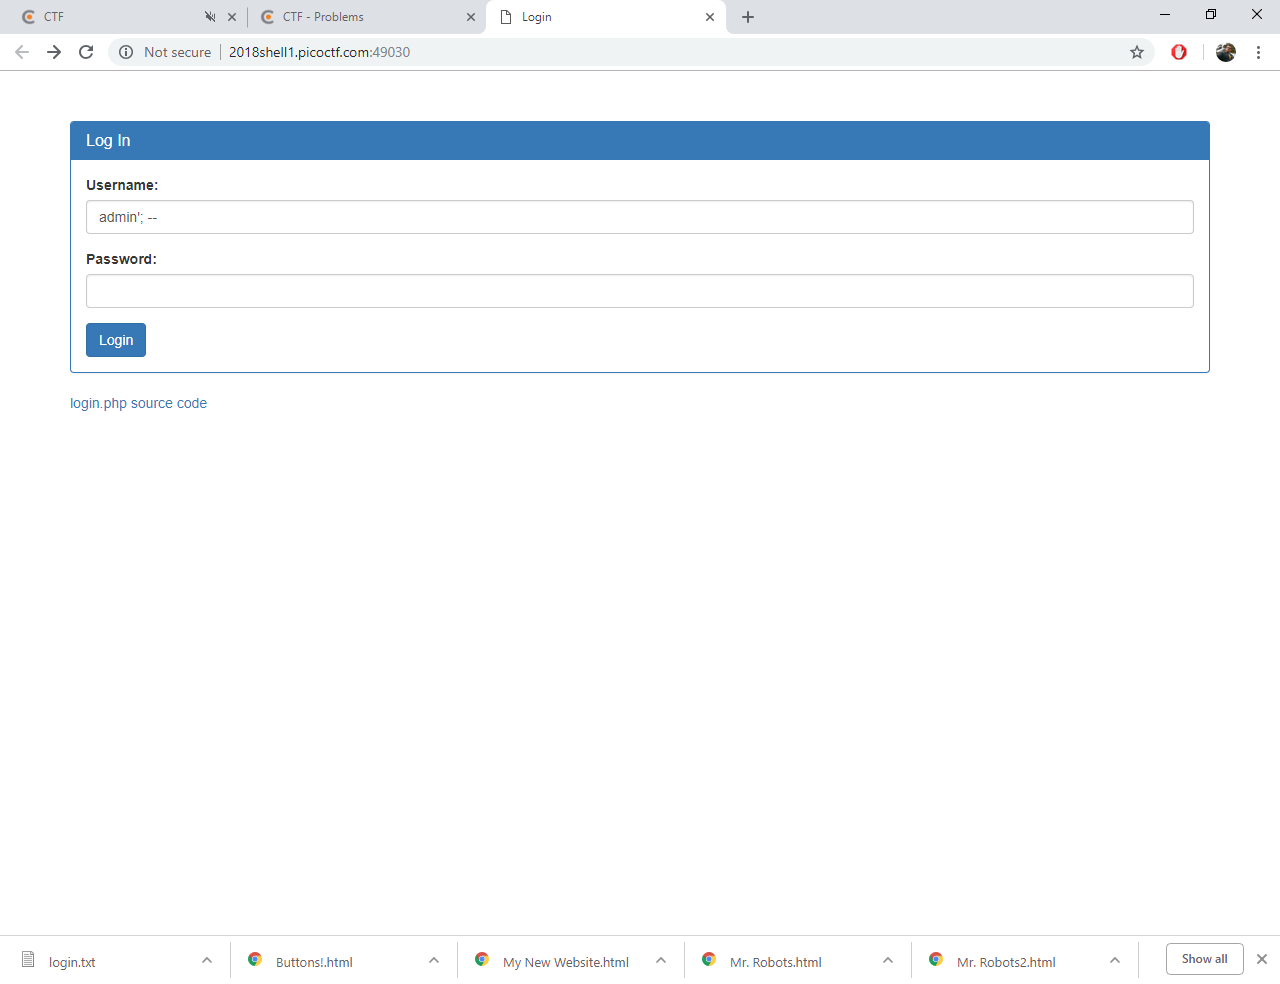 CTF
CTF - Problems
Login
Not secure
2018shell1.picoctf.com:49030
Log In
Username:
admin'; --
Password:
Login
login.php source code
login.txt
Buttons!.html
My New Website.html
Mr. Robots.html
Mr. Robots2.html
Show all